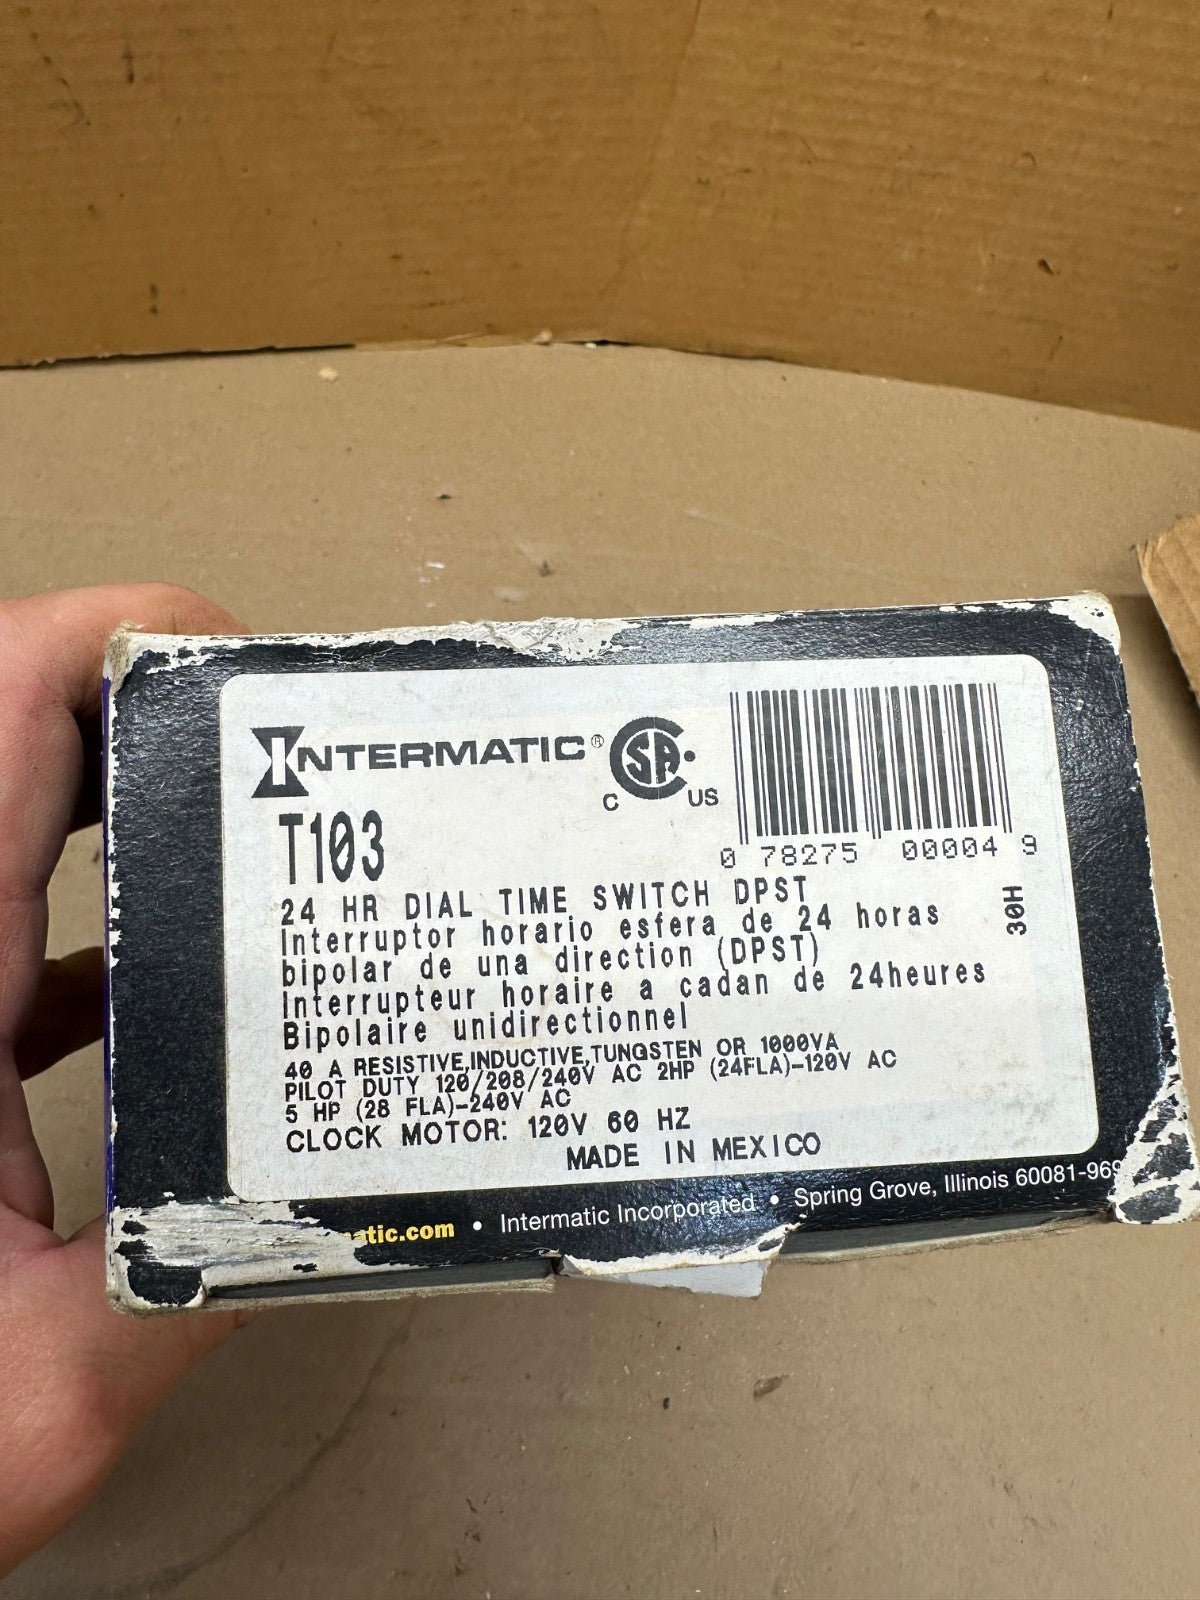 INTERMATIC®
CSA
C US
T103
0 78275 00004 9
30H
24 HR DIAL TIME SWITCH DPST
Interruptor horario esfera de 24 horas
bipolar de una direction (DPST)
Interrupteur horaire a cadan de 24heures
Bipolaire unidirectionnel
40 A RESISTIVE,INDUCTIVE,TUNGSTEN OR 1000VA
PILOT DUTY 120/208/240V AC 2HP (24FLA)-120V AC
5 HP (28 FLA)-240V AC
CLOCK MOTOR: 120V 60 HZ
MADE IN MEXICO
atic.com • Intermatic Incorporated • Spring Grove, Illinois 60081-969